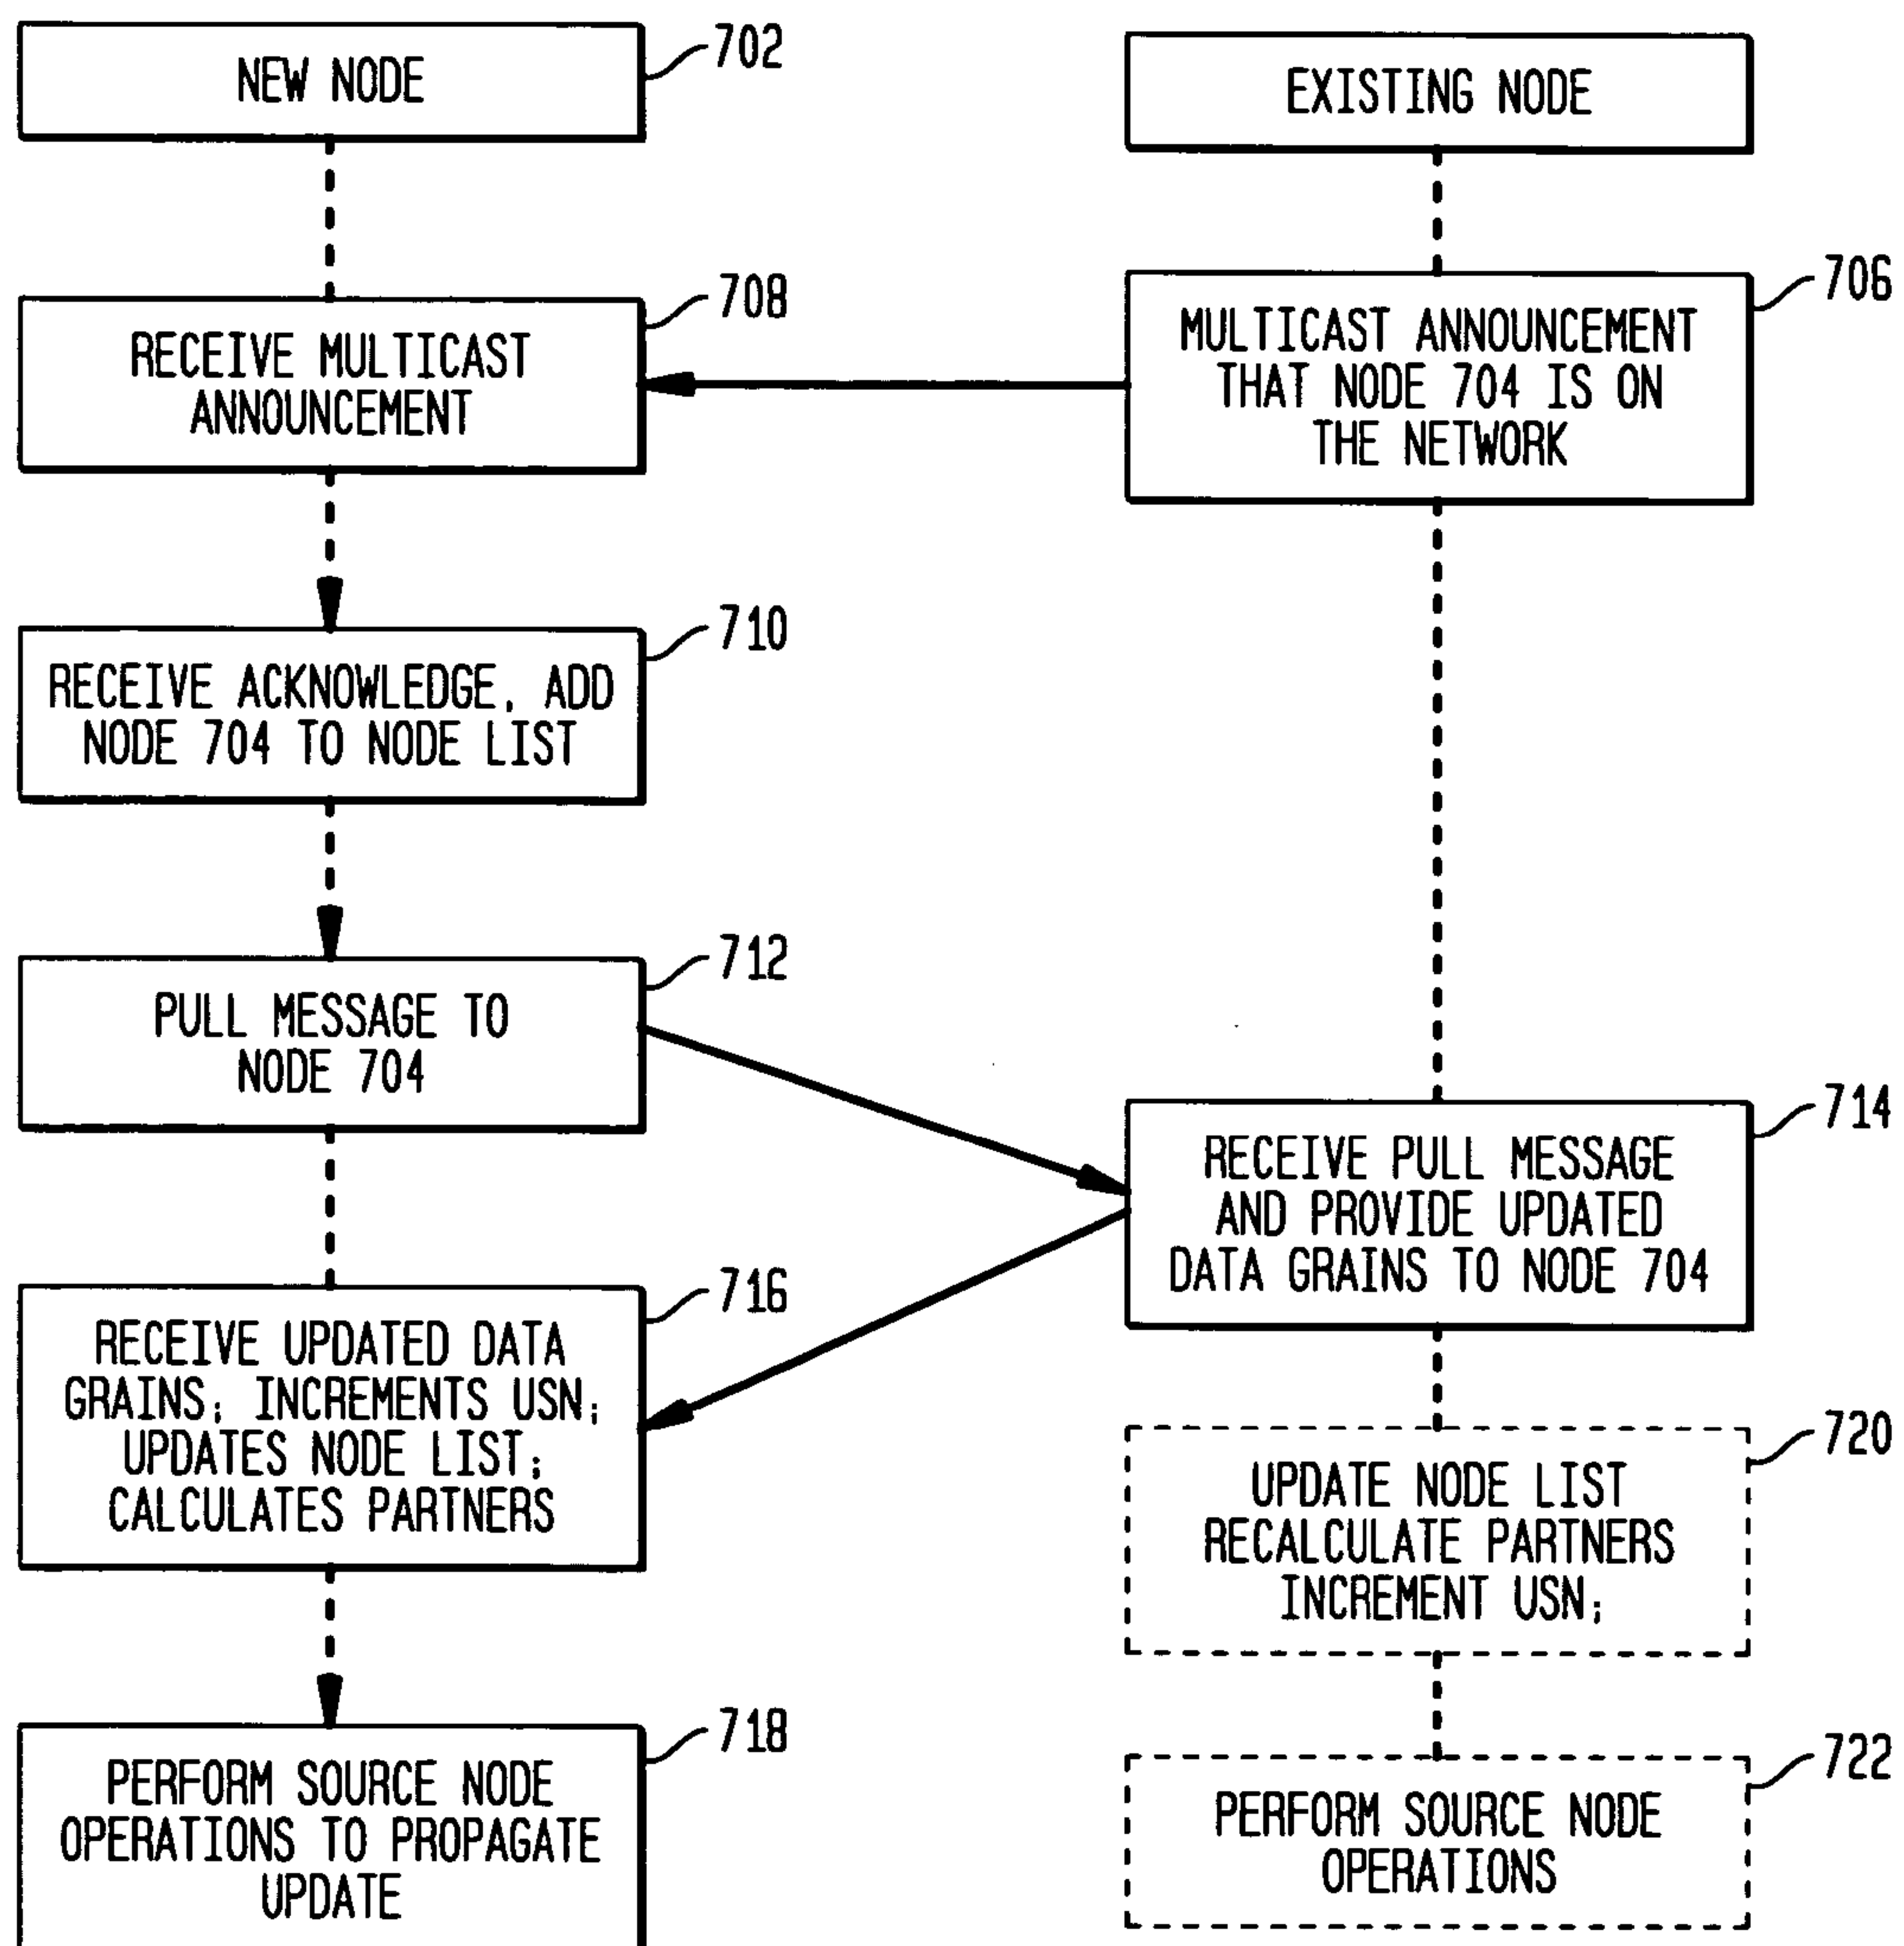 NEW NODE
702
EXISTING NODE
706
MULTICAST ANNOUNCEMENT
THAT NODE 704 IS ON
THE NETWORK
708
RECEIVE MULTICAST
ANNOUNCEMENT
710
RECEIVE ACKNOWLEDGE, ADD
NODE 704 TO NODE LIST
712
PULL MESSAGE TO
NODE 704
714
RECEIVE PULL MESSAGE
AND PROVIDE UPDATED
DATA GRAINS TO NODE 704
716
RECEIVE UPDATED DATA
GRAINS; INCREMENTS USN;
UPDATES NODE LIST;
CALCULATES PARTNERS
720
UPDATE NODE LIST
RECALCULATE PARTNERS
INCREMENT USN;
718
PERFORM SOURCE NODE
OPERATIONS TO PROPAGATE
UPDATE
722
PERFORM SOURCE NODE
OPERATIONS